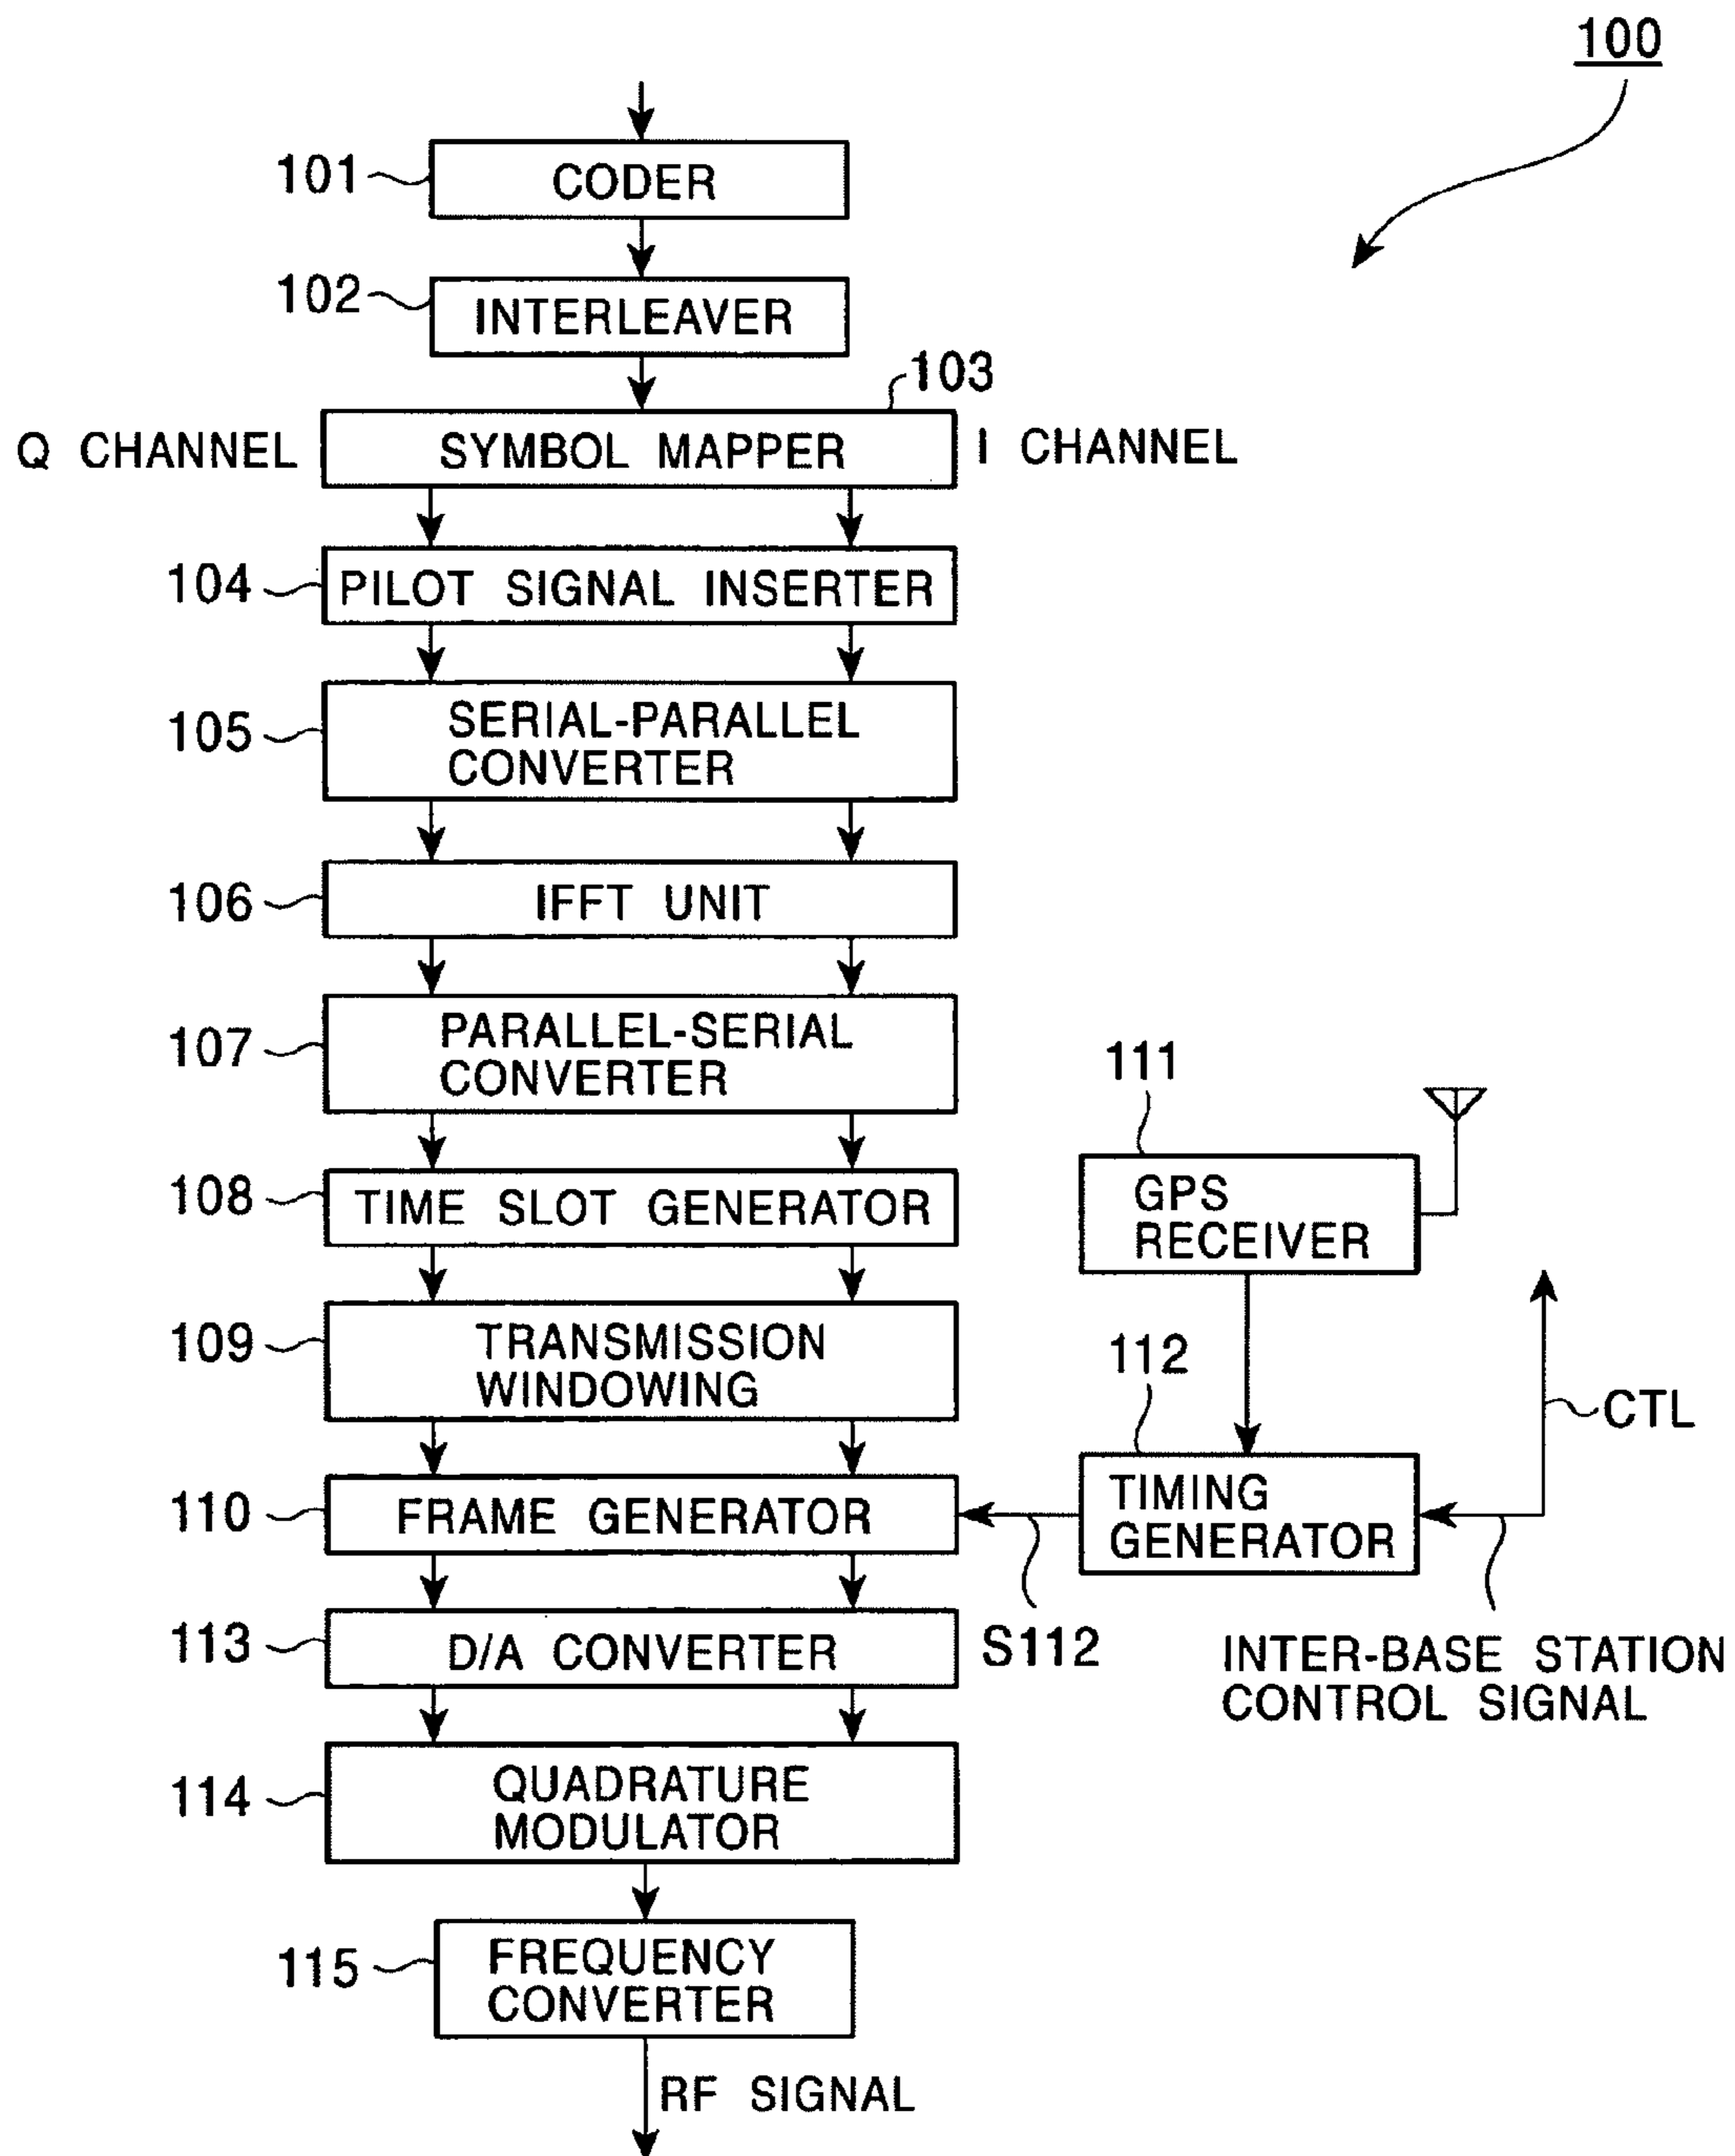 100
101
CODER
102
INTERLEAVER
103
Q CHANNEL
SYMBOL MAPPER
I CHANNEL
104
PILOT SIGNAL INSERTER
105
SERIAL-PARALLEL
CONVERTER
106
IFFT UNIT
107
PARALLEL-SERIAL
CONVERTER
108
TIME SLOT GENERATOR
111
GPS
RECEIVER
109
TRANSMISSION
WINDOWING
112
CTL
110
FRAME GENERATOR
TIMING
GENERATOR
S112
INTER-BASE STATION
CONTROL SIGNAL
113
D/A CONVERTER
114
QUADRATURE
MODULATOR
115
FREQUENCY
CONVERTER
RF SIGNAL